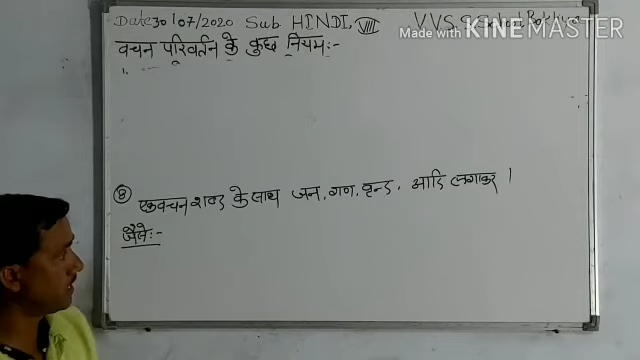 Date 30/07/2020 Sub HINDI, VIII V V S.
Made with KINEMASTER
वचन परिवर्तन के कुछ नियम:-
1.
8 एकवचन शब्द के साथ जन, गण, वृन्द, आदि लगाकर।
जैसे:-